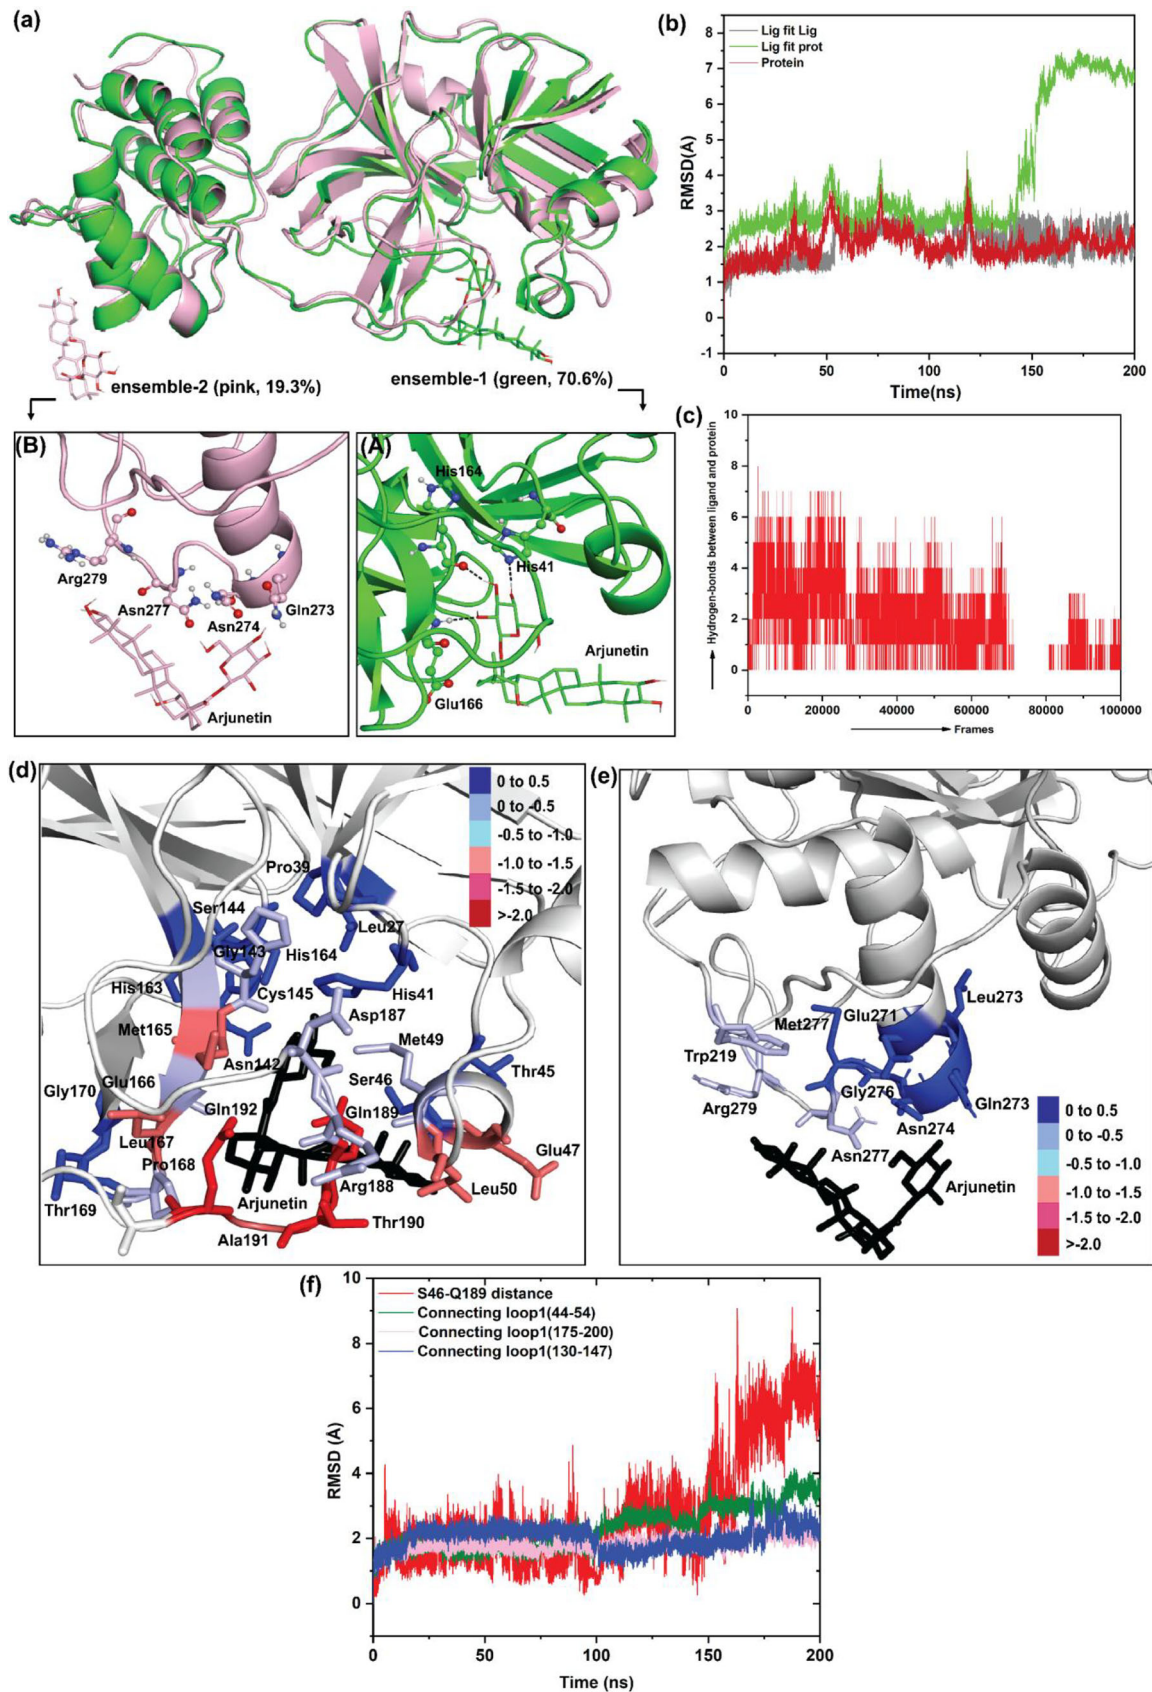 (a)
ensemble-2 (pink, 19.3%)
ensemble-1 (green, 70.6%)
(B)
Arg279
Asn277
Asn274
Gln273
Arjunetin
(A)
His164
His41
Arjunetin
Glu166
(b)
Lig fit Lig
Lig fit prot
Protein
RMSD(A)
8
7
6
5
4
3
2
1
0
-1
0 50 100 150 200
Time(ns)
(c)
Hydrogen-bonds between ligand and protein
10
8
6
4
2
0
0 20000 40000 60000 80000 100000
Frames
(d)
0 to 0.5
0 to -0.5
-0.5 to -1.0
-1.0 to -1.5
-1.5 to -2.0
>-2.0
Pro39
Ser144
Leu27
Gly143
His164
His163
Cys145
His41
Asp187
Met165
Met49
Asn142
Thr45
Glu166
Ser46
Gly170
Gln192
Gln189
Glu47
Leu167
Pro168
Arg188
Leu50
Arjunetin
Thr169
Thr190
Ala191
(e)
Leu273
Met277
Glu271
Trp219
Gly276
Arg279
Gln273
Asn274
Asn277
Arjunetin
0 to 0.5
0 to -0.5
-0.5 to -1.0
-1.0 to -1.5
-1.5 to -2.0
>-2.0
(f)
S46-Q189 distance
Connecting loop1(44-54)
Connecting loop1(175-200)
Connecting loop1(130-147)
RMSD (Å)
10
8
6
4
2
0
0 50 100 150 200
Time (ns)